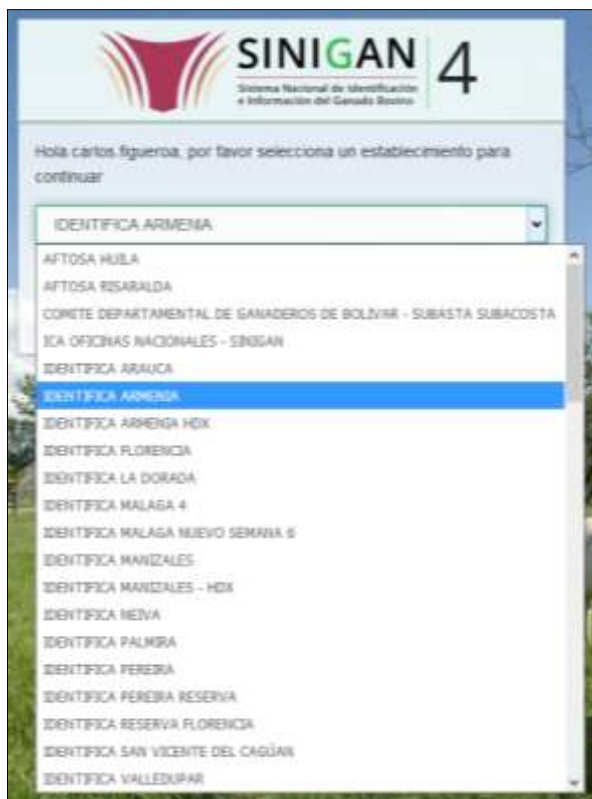 SINIGAN 4
Sistema Nacional de Identificación
e Información del Ganado Bovino
Hola carlos figueroa, por favor selecciona un establecimiento para
continuar
IDENTIFICA ARMENIA
AFTOSA HUILA
AFTOSA RISARALDA
COMITE DEPARTAMENTAL DE GANADEROS DE BOLIVAR - SUBASTA SUBACOSTA
ICA OFICINAS NACIONALES - SINIGAN
IDENTIFICA ARAUCA
IDENTIFICA ARMENIA
IDENTIFICA ARMENIA HDX
IDENTIFICA FLORENCIA
IDENTIFICA LA DORADA
IDENTIFICA MALAGA 4
IDENTIFICA MALAGA NUEVO SEMANA 6
IDENTIFICA MANIZALES
IDENTIFICA MANIZALES - HDX
IDENTIFICA NEIVA
IDENTIFICA PALMIRA
IDENTIFICA PEREIRA
IDENTIFICA PEREIRA RESERVA
IDENTIFICA RESERVA FLORENCIA
IDENTIFICA SAN VICENTE DEL CAGÜAN
IDENTIFICA VALLEDUPAR